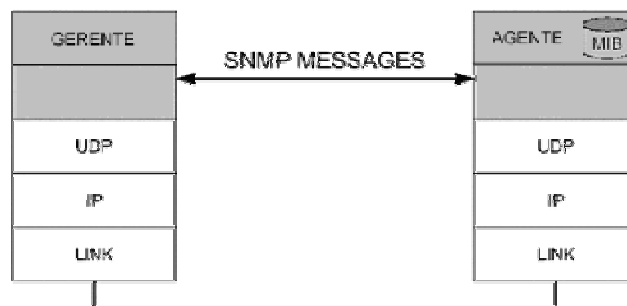 GERENTE
SNMP MESSAGES
AGENTE
MIB
UDP
IP
LINK
UDP
IP
LINK